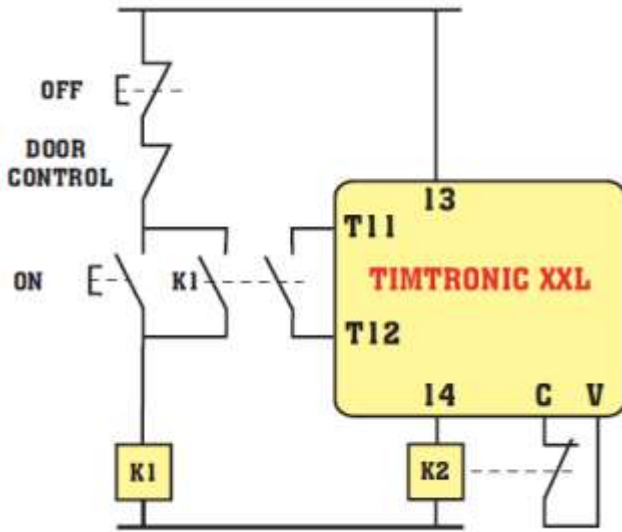 OFF
DOOR
CONTROL
ON
K1
K1
13
T11
TIMTRONIC XXL
T12
14
C V
K2